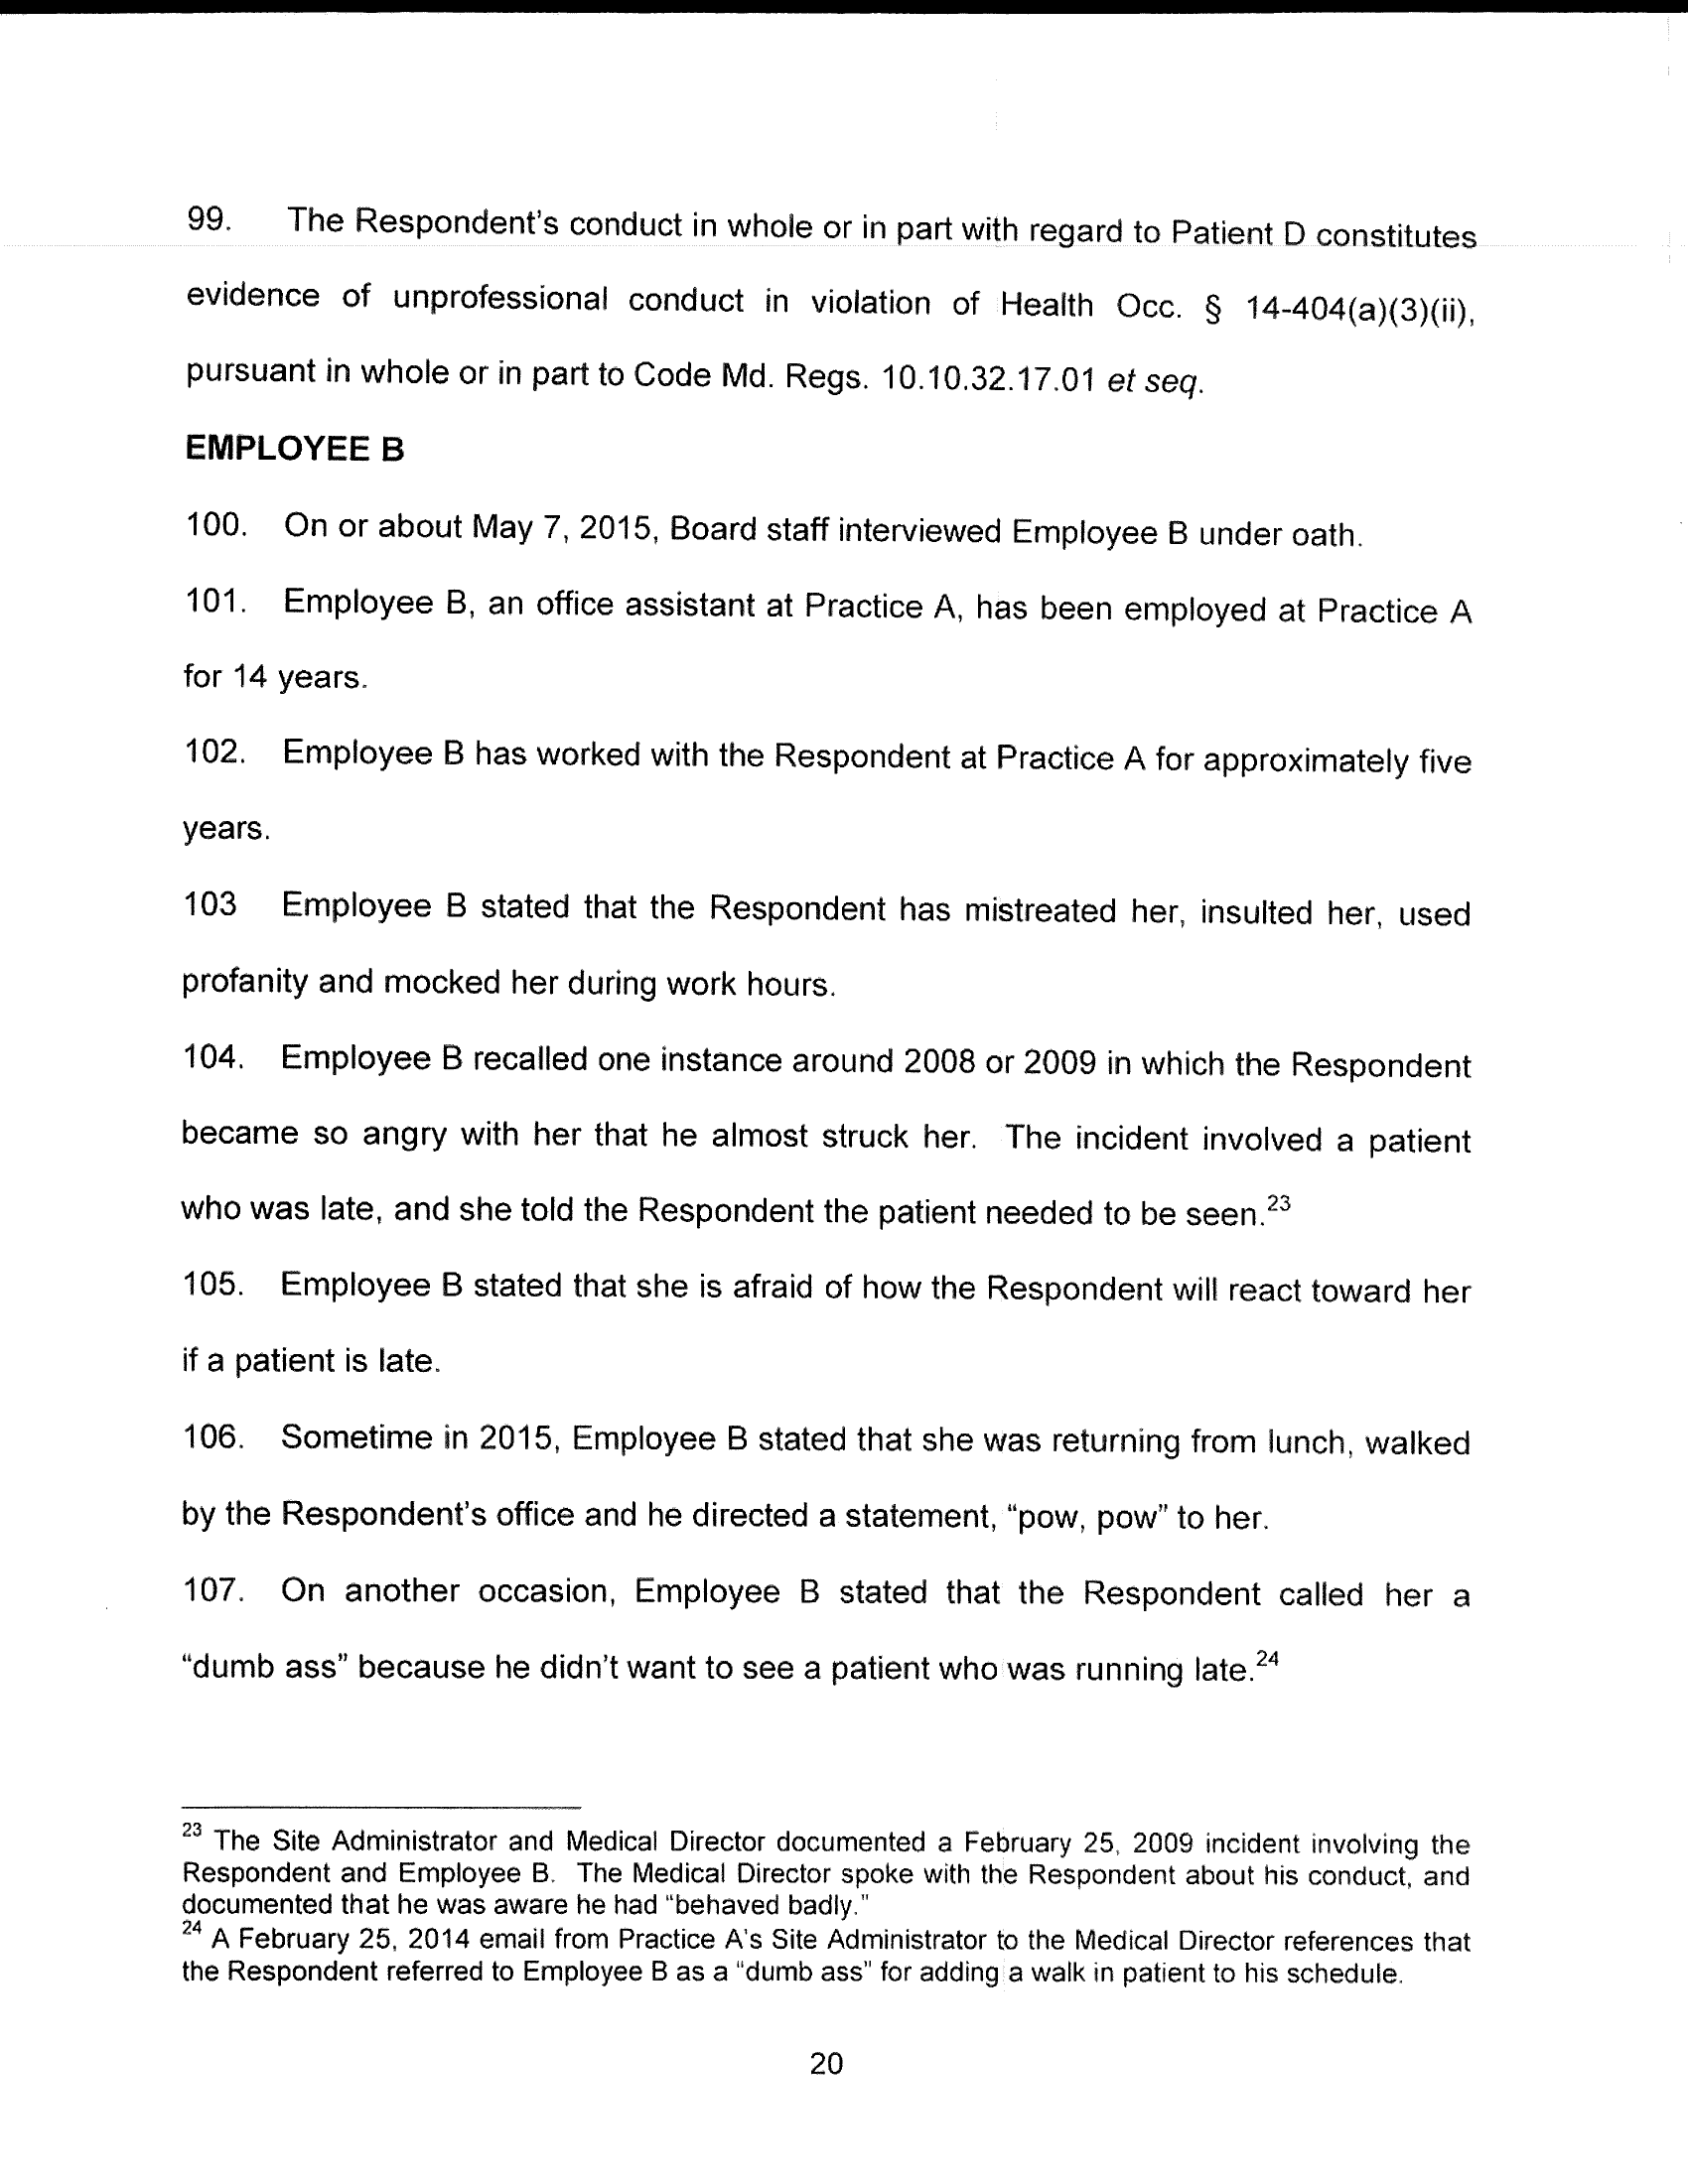 99. The Respondent's conduct in whole or in part with regard to Patient D constitutes
evidence of unprofessional conduct in violation of Health Occ. § 14-404(a)(3)(ii),
pursuant in whole or in part to Code Md. Regs. 10.10.32.17.01 et seq.
EMPLOYEE B
100. On or about May 7, 2015, Board staff interviewed Employee B under oath.
101. Employee B, an office assistant at Practice A, has been employed at Practice A
for 14 years.
102. Employee B has worked with the Respondent at Practice A for approximately five
years.
103 Employee B stated that the Respondent has mistreated her, insulted her, used
profanity and mocked her during work hours.
104. Employee B recalled one instance around 2008 or 2009 in which the Respondent
became so angry with her that he almost struck her. The incident involved a patient
who was late, and she told the Respondent the patient needed to be seen.23
105. Employee B stated that she is afraid of how the Respondent will react toward her
if a patient is late.
106. Sometime in 2015, Employee B stated that she was returning from lunch, walked
by the Respondent's office and he directed a statement, "pow, pow" to her.
107. On another occasion, Employee B stated that the Respondent called her a
"dumb ass" because he didn't want to see a patient who was running late.24
23 The Site Administrator and Medical Director documented a February 25, 2009 incident involving the
Respondent and Employee B. The Medical Director spoke with the Respondent about his conduct, and
documented that he was aware he had "behaved badly."
24 A February 25, 2014 email from Practice A's Site Administrator to the Medical Director references that
the Respondent referred to Employee B as a "dumb ass" for adding a walk in patient to his schedule.
20